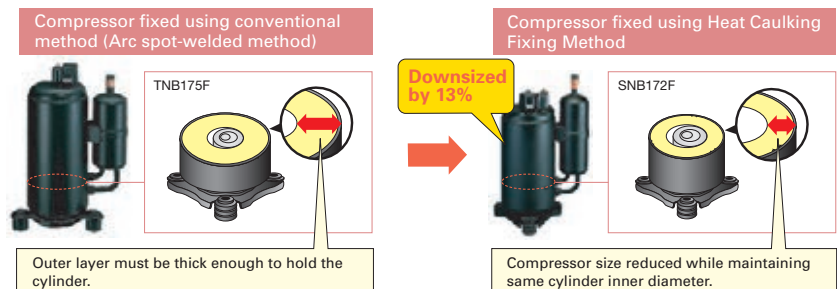 Compressor fixed using conventional
method (Arc spot-welded method)
TNB175F
Outer layer must be thick enough to hold the
cylinder.
Downsized
by 13%
Compressor fixed using Heat Caulking
Fixing Method
SNB172F
Compressor size reduced while maintaining
same cylinder inner diameter.